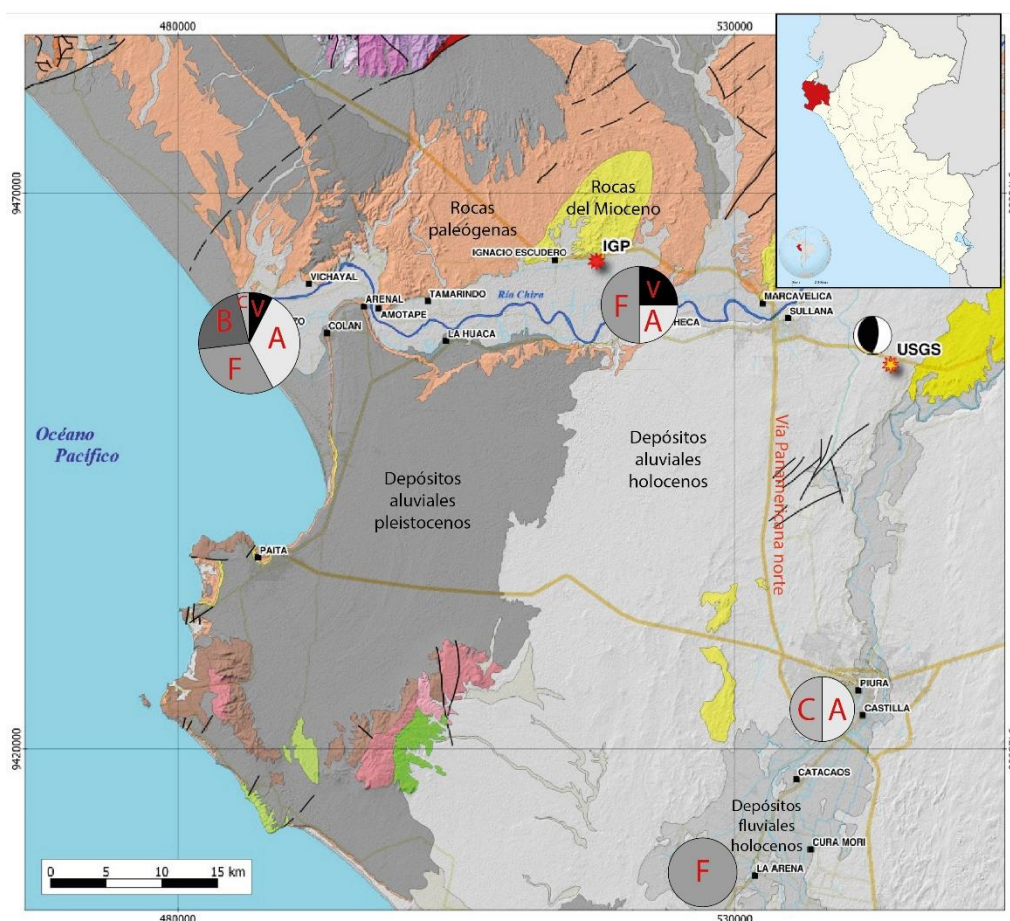 480000
530000
9470000
Rocas
del Mioceno
Rocas
paleógenas
IGP
IGNACIO ESCUDERO
VICHAYAL
TAMARINDO
Río Chira
ARENAL
AMOTAPE
COLAN
LA HUACA
MARCAVELICA
SULLANA
HECA
C
V
B
A
F
F
V
A
USGS
Océano
Pacífico
Depósitos
aluviales
pleistocenos
Depósitos
aluviales
holocenos
Vía Panamericana norte
PAITA
PIURA
CASTILLA
C
A
9420000
CATACAOS
Depósitos
fluviales
holocenos
CURA MORI
LA ARENA
F
0
5
10
15 km
480000
530000